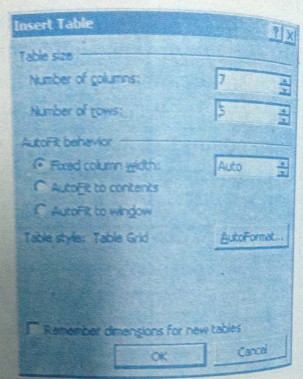 Insert Table
Table size
Number of columns: 7
Number of rows: 5
AutoFit behavior
Fixed column width: Auto
AutoFit to contents
AutoFit to window
Table style: Table Grid AutoFormat...
Remember dimensions for new tables
OK Cancel